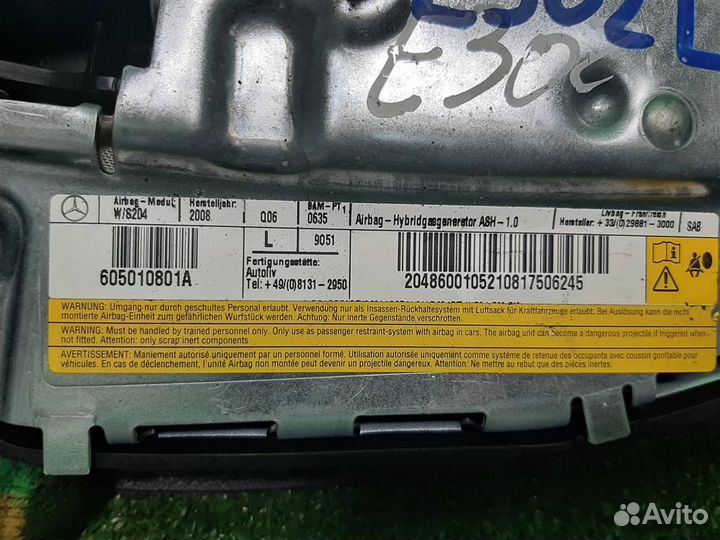 E302L
E302
Airbag-Modul:
W/S204
Herstelljahr:
2008
Q06
BAM-PT1
0635
Airbag-Hybridgasgenerator ASH-1.0
Livbag-Frankreich
Hersteller: +33/(0)29881-3000
SAB
L
9051
605010801A
Fertigungsstätte:
Autoliv
Tel:+49/(0)8131-2950
2048600105210817506245
WARNUNG: Umgang nur durch geschultes Personal erlaubt. Verwendung nur als Insassen-Rückhaltesystem mit Luftsack für Kraftfahrzeuge erlaubt. Bei Auslösung kann die nicht
montierte Airbag-Einheit zum gefährlichen Wurfstück werden. Achtung: Nur inerte Gegenstände.
WARNING: Must be handled by trained personnel only. Only use as passenger restraint-system with airbag in cars. The airbag unit can become a dangerous projectile if triggered when
not fitted. Attention: only scrap inert components.
AVERTISSEMENT: Maniement autorisé uniquement par un personnel formé. Utilisation autorisée uniquement comme système de retenue des occupants avec coussin gonflable pour
véhicules. En cas de déclenchement, l'unité Airbag non montée peut devenir un projectile dangereux. Attention: Ne mettre au rebut que des pièces inertes.
Avito